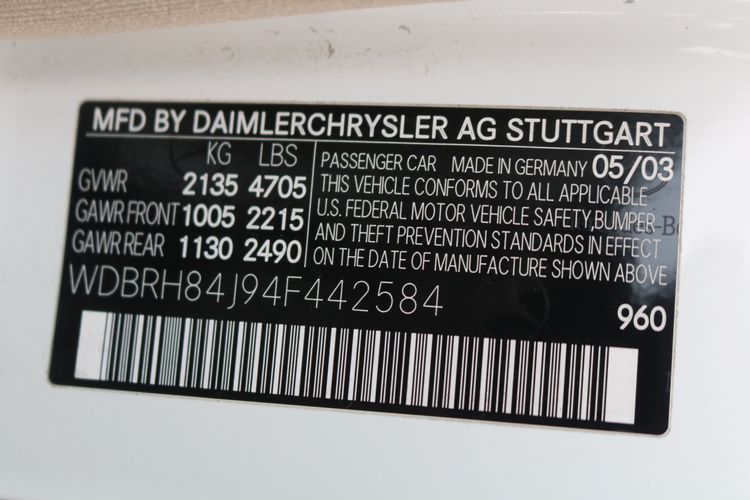 MFD BY DAIMLERCHRYSLER AG STUTTGART
KG LBS
GVWR 2135 4705
GAWR FRONT 1005 2215
GAWR REAR 1130 2490
PASSENGER CAR MADE IN GERMANY 05/03
THIS VEHICLE CONFORMS TO ALL APPLICABLE
U.S. FEDERAL MOTOR VEHICLE SAFETY,BUMPER
AND THEFT PREVENTION STANDARDS IN EFFECT
ON THE DATE OF MANUFACTURE SHOWN ABOVE
WDBRH84J94F442584
960